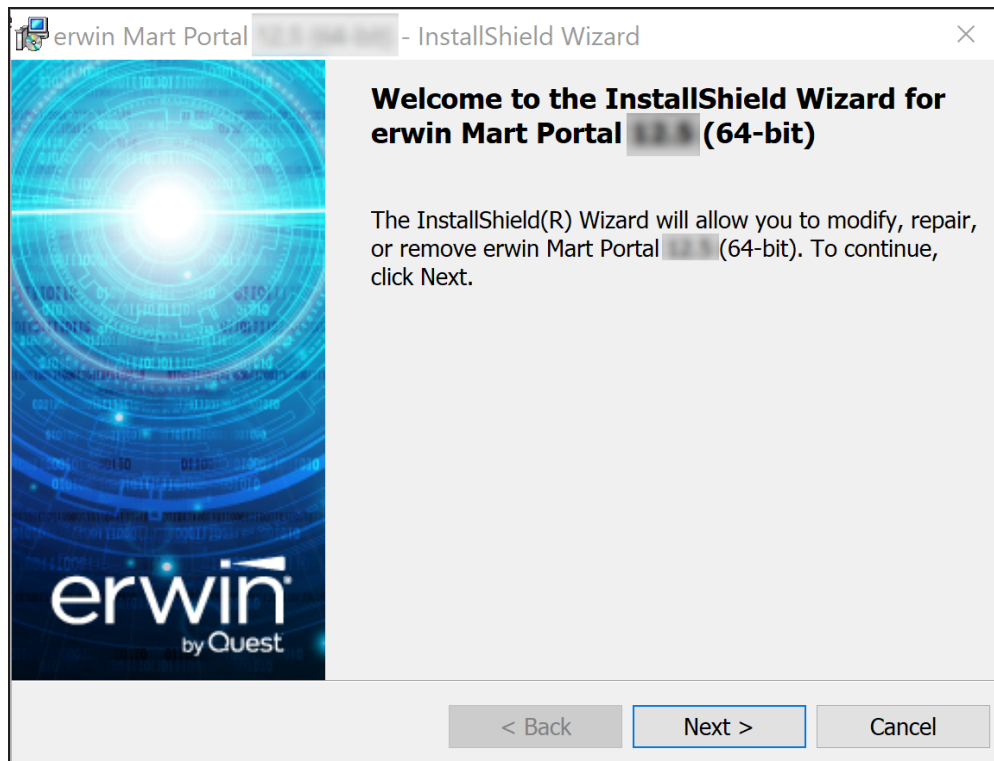 erwin Mart Portal - InstallShield Wizard
Welcome to the InstallShield Wizard for
erwin Mart Portal (64-bit)
The InstallShield(R) Wizard will allow you to modify, repair,
or remove erwin Mart Portal (64-bit). To continue,
click Next.
erwin
by Quest
< Back
Next >
Cancel